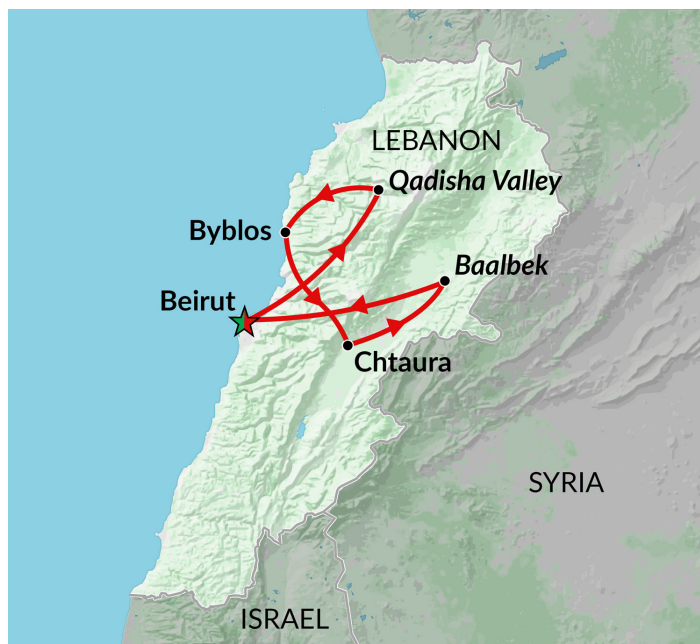 LEBANON
Qadisha Valley
Byblos
Baalbek
Beirut
Chtaura
SYRIA
ISRAEL